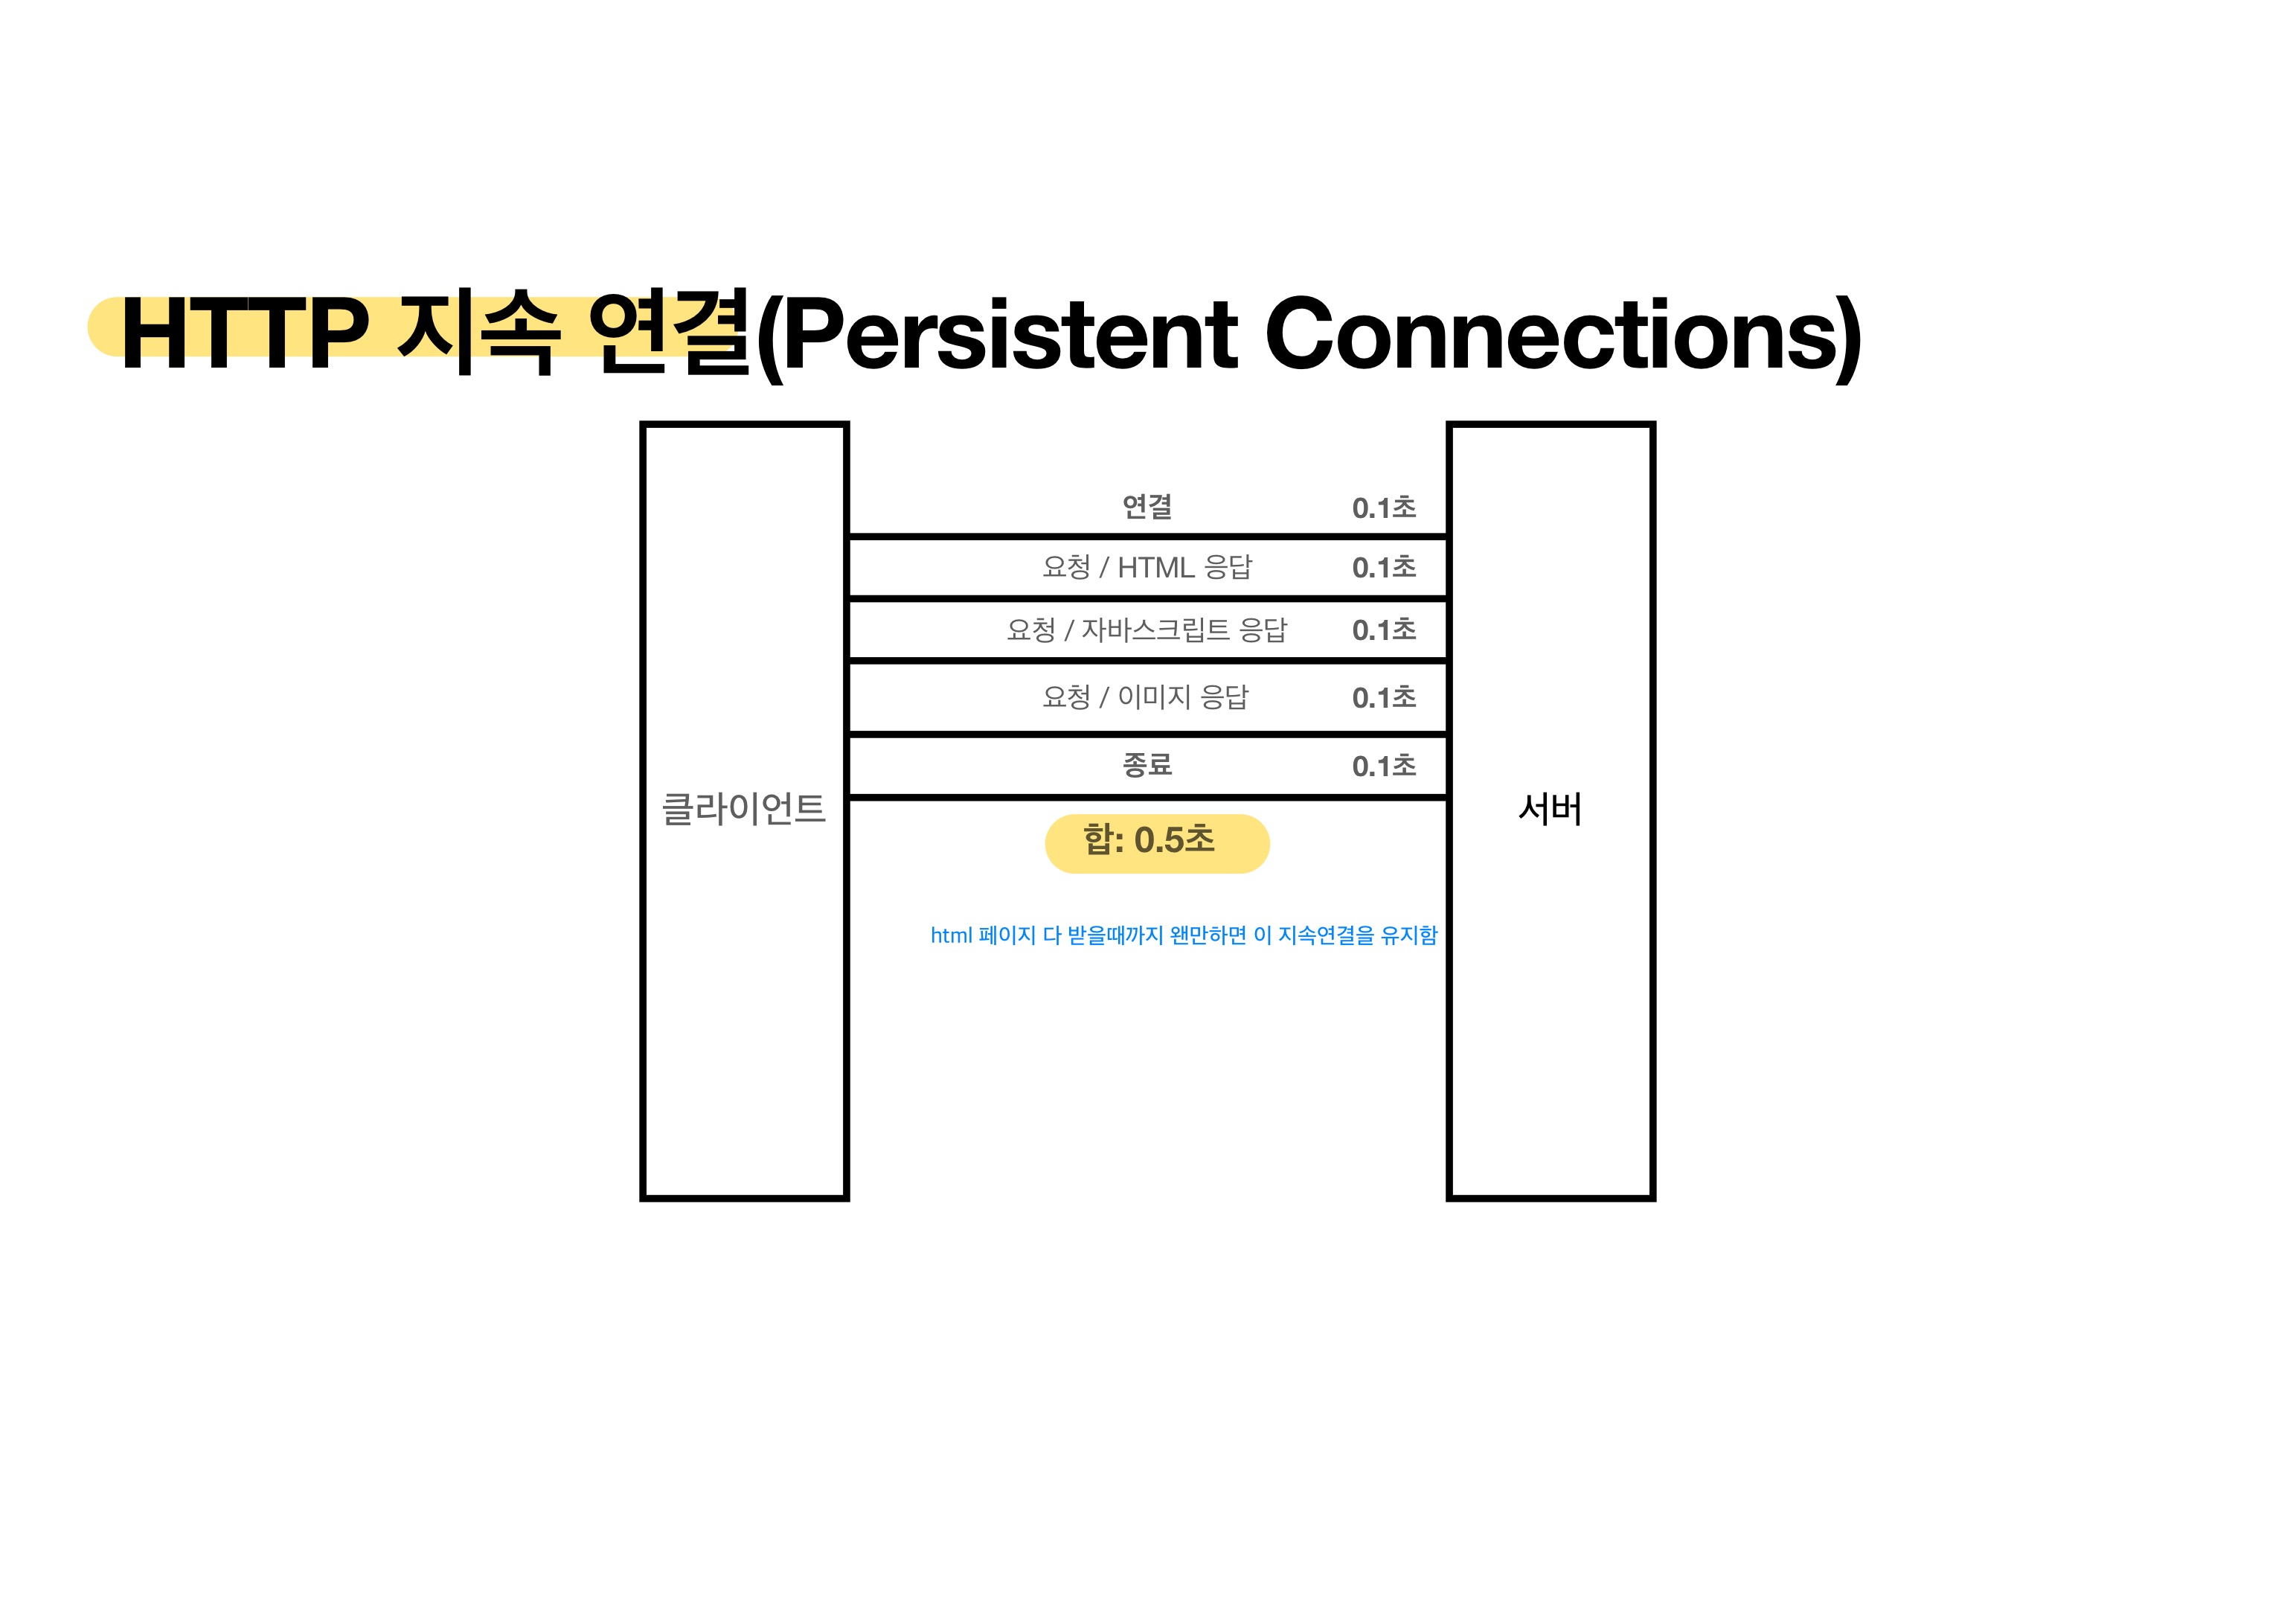 HTTP 지속 연결(Persistent Connections)
연결 0.1초
요청 / HTML 응답 0.1초
요청 / 자바스크립트 응답 0.1초
요청 / 이미지 응답 0.1초
종료 0.1초
클라이언트
서버
합: 0.5초
html 페이지 다 받을때까지 왠만하면 이 지속연결을 유지함